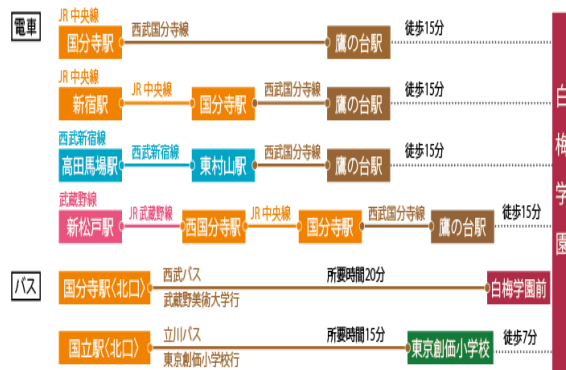 電車
JR 中央線
国分寺駅
西武国分寺線
鷹の台駅
徒歩15分
JR 中央線
新宿駅
JR 中央線
国分寺駅
西武国分寺線
鷹の台駅
徒歩15分
西武新宿線
高田馬場駅
西武新宿線
東村山駅
西武国分寺線
鷹の台駅
徒歩15分
武蔵野線
新松戸駅
JR 武蔵野線
西国分寺駅
JR 中央線
国分寺駅
西武国分寺線
鷹の台駅
徒歩15分
白梅学園
バス
国分寺駅〈北口〉
西武バス
武蔵野美術大学行
所要時間20分
白梅学園前
国立駅〈北口〉
立川バス
東京創価小学校行
所要時間15分
東京創価小学校
徒歩7分